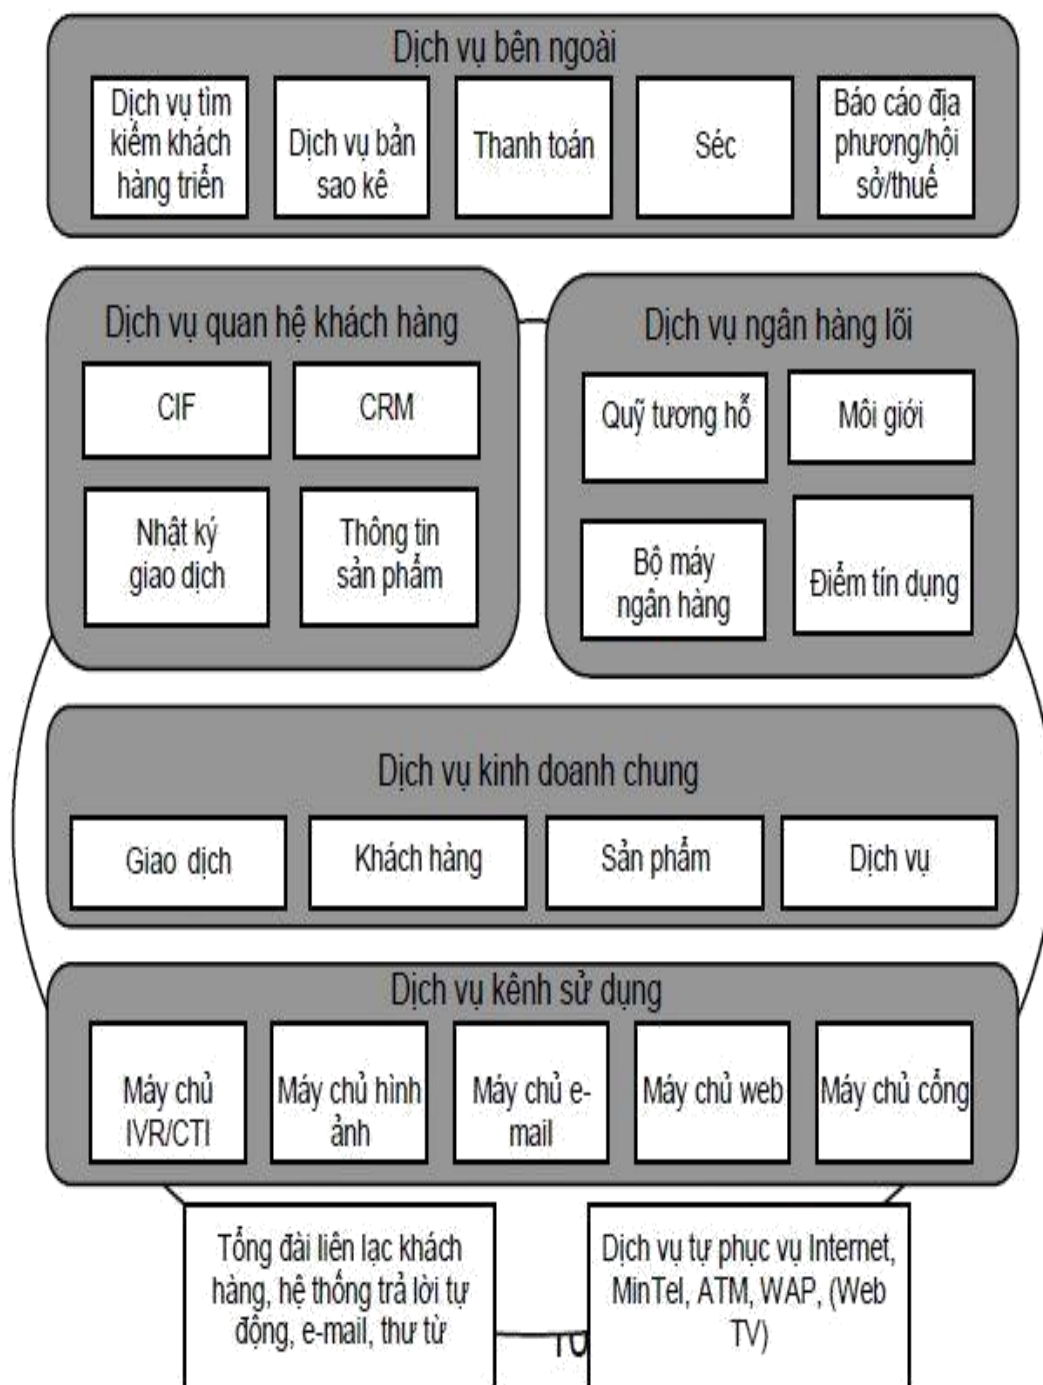 Dịch vụ bên ngoài
Dịch vụ tìm
kiếm khách
hàng triển
Dịch vụ bản
sao kê
Thanh toán
Séc
Báo cáo địa
phương/hội
sở/thuế
Dịch vụ quan hệ khách hàng
CIF
CRM
Nhật ký
giao dịch
Thông tin
sản phẩm
Dịch vụ ngân hàng lõi
Quỹ tương hỗ
Môi giới
Bộ máy
ngân hàng
Điểm tín dụng
Dịch vụ kinh doanh chung
Giao dịch
Khách hàng
Sản phẩm
Dịch vụ
Dịch vụ kênh sử dụng
Máy chủ
IVR/CTI
Máy chủ hình
ảnh
Máy chủ e-
mail
Máy chủ web
Máy chủ cổng
Tổng đài liên lạc khách
hàng, hệ thống trả lời tự
động, e-mail, thư từ
Dịch vụ tự phục vụ Internet,
MinTel, ATM, WAP, (Web
TV)